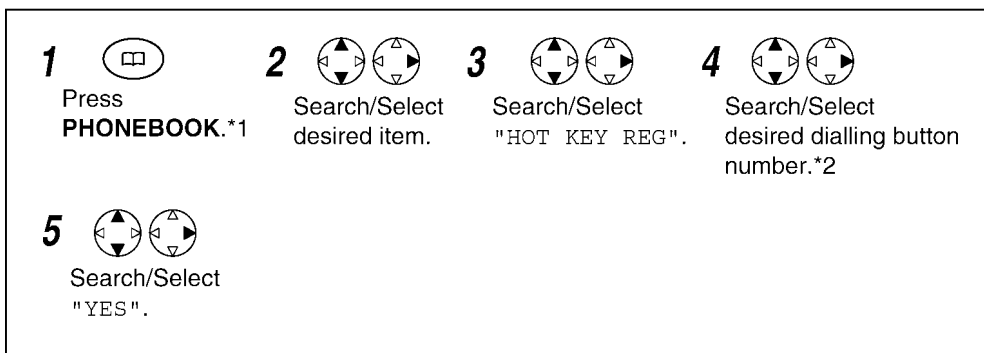 1
Press
PHONEBOOK.*1
2
Search/Select
desired item.
3
Search/Select
"HOT KEY REG".
4
Search/Select
desired dialling button
number.*2
5
Search/Select
"YES".